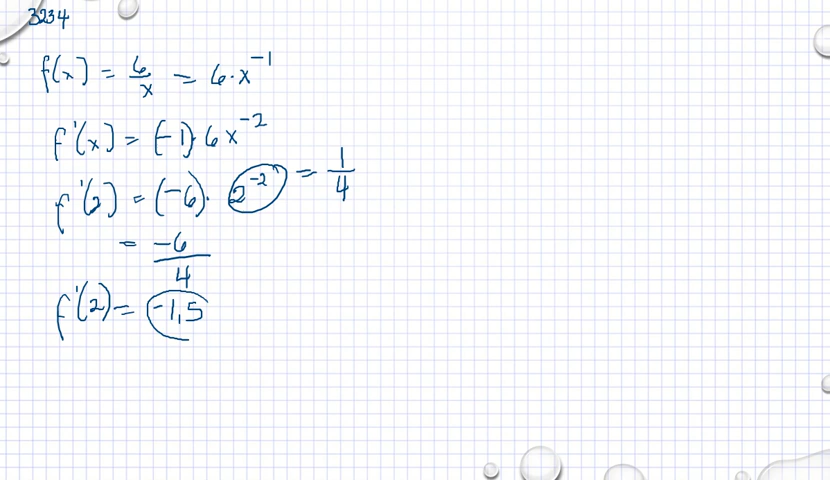 3234
f(x) = 6/x = 6·x⁻¹
f'(x) = (-1)·6x⁻²
f'(2) = (-6)· 2⁻² = 1/4
= -6/4
f'(2) = -1,5